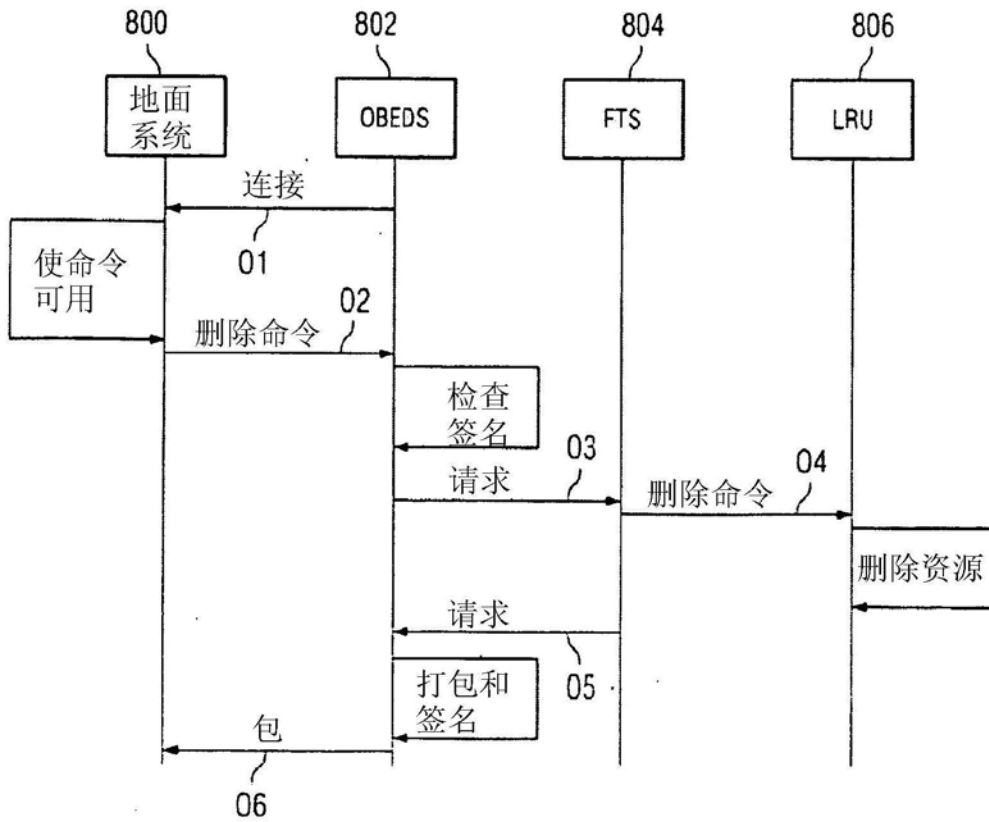 800
802
804
806
地面
系统
OBEDS
FTS
LRU
连接
01
使命令
可用
02
删除命令
检查
签名
请求
03
删除命令
04
删除资源
请求
05
打包和
签名
包
06